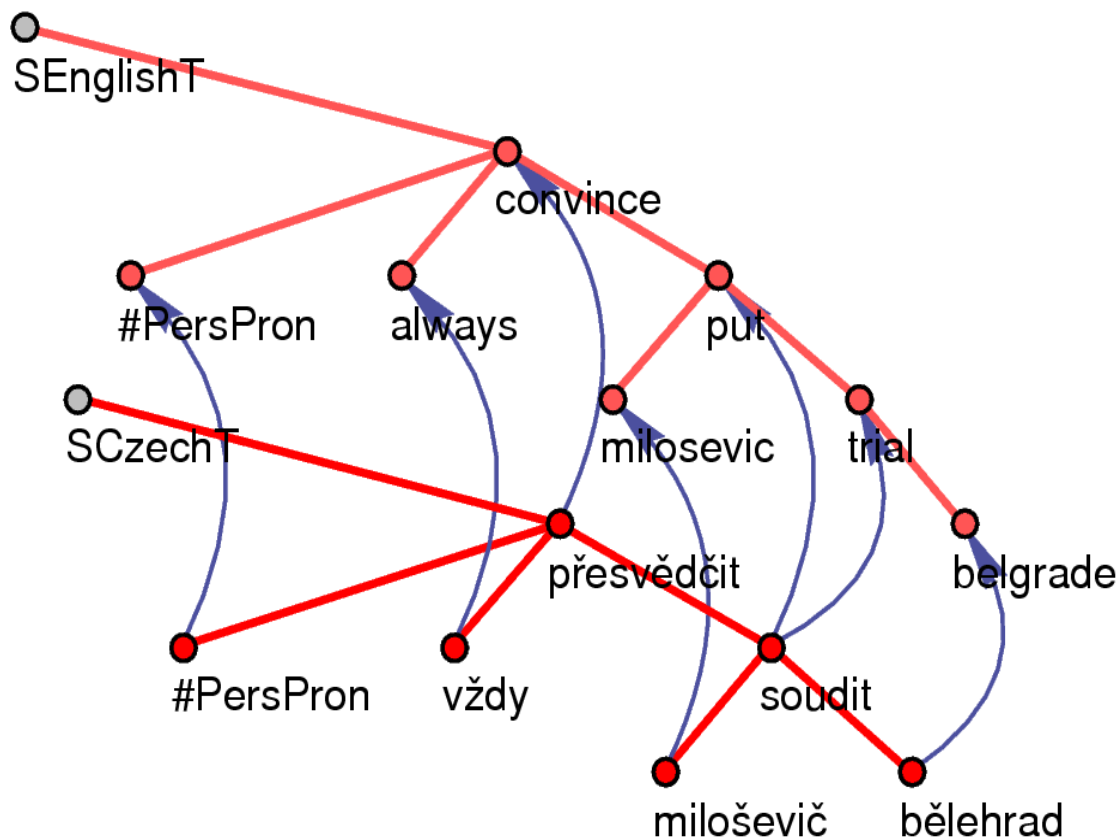 SEnglishT
convince
#PersPron
always
put
SCzechT
milosevic
trial
přesvědčit
belgrade
#PersPron
vždy
soudit
miloševič
bělehrad